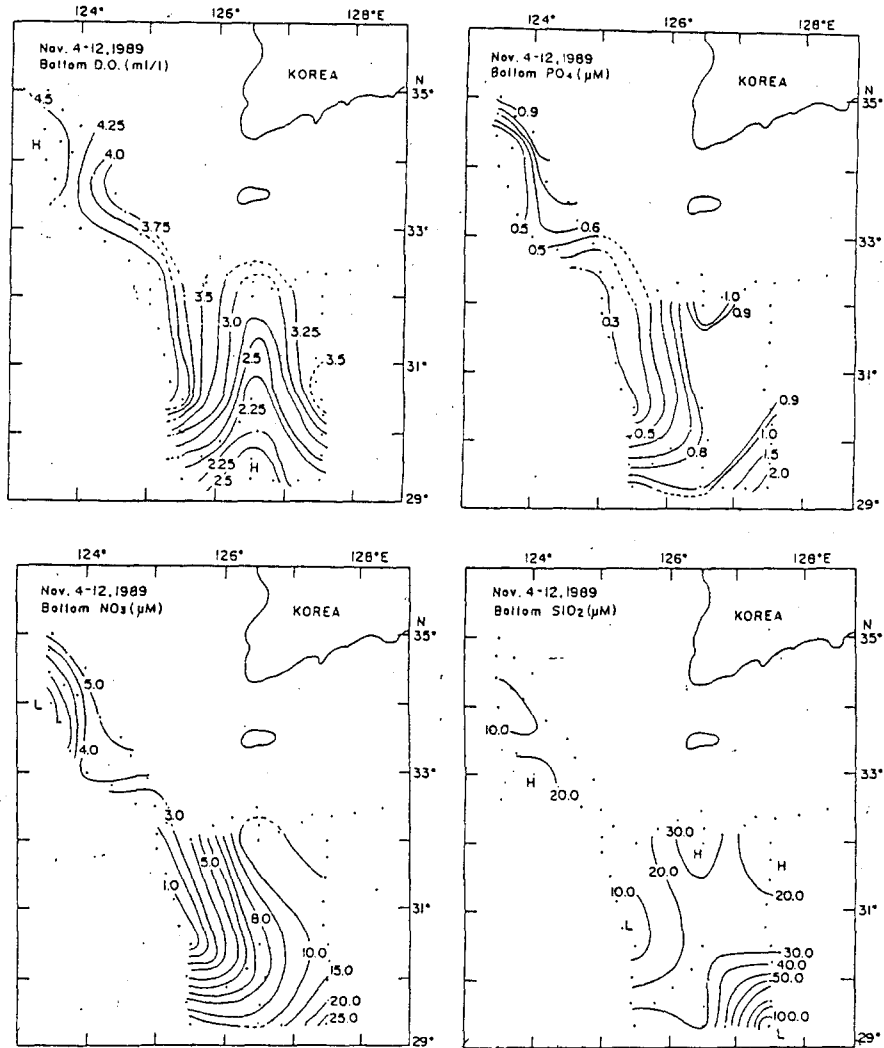 124° 126° 128°E
Nov. 4-12, 1989
Bottom D.O. (ml/l)
KOREA
N
35°
4.5
H
4.25
4.0
3.75
33°
3.5
3.0
3.25
31°
2.5
3.5
2.25
2.25
H
2.5
29°
124° 126° 128°E
Nov. 4-12, 1989
Bottom PO4 (μM)
KOREA
N
35°
0.9
0.5
0.6
0.5
33°
0.3
1.0
0.9
31°
0.9
0.5
1.0
0.8
1.5
2.0
29°
124° 126° 128°E
Nov. 4-12, 1989
Bottom NO3 (μM)
KOREA
N
35°
5.0
L
L
4.0
33°
3.0
5.0
1.0
31°
8.0
10.0
15.0
20.0
25.0
29°
124° 126° 128°E
Nov. 4-12, 1989
Bottom SIO2 (μM)
KOREA
N
35°
10.0
33°
H
20.0
30.0
H
H
20.0
20.0
10.0
31°
L
30.0
40.0
50.0
100.0
L
29°